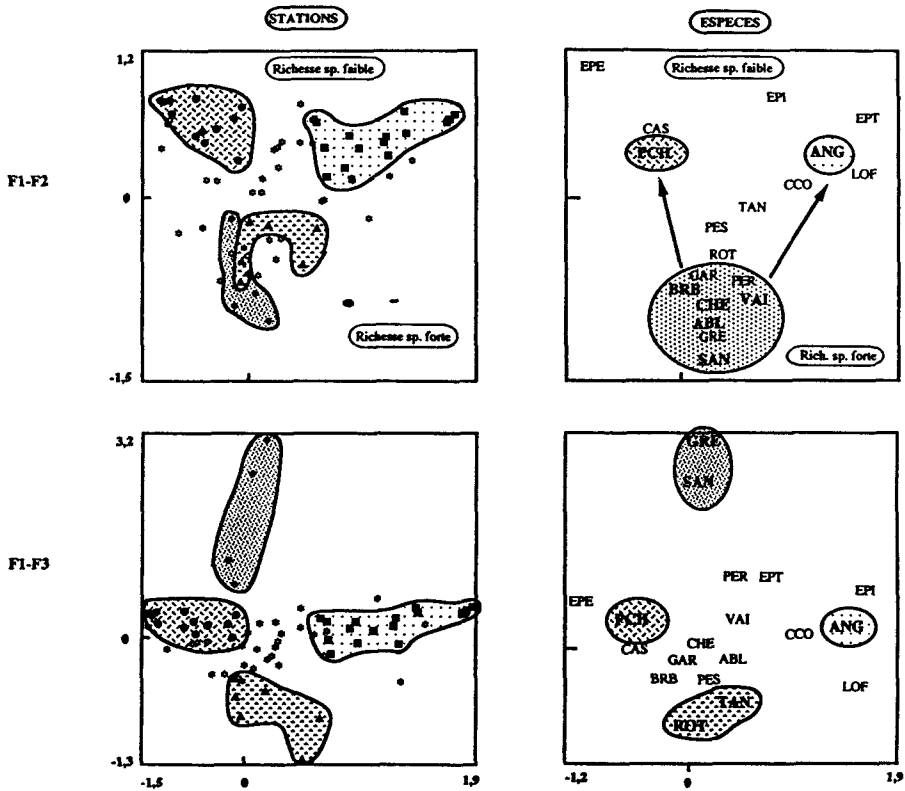 STATIONS
ESPECES
1,2
Richesse sp. faible
F1-F2
0
Richesse sp. forte
-1,5
EPE
Richesse sp. faible
EPI
EPT
CAS
PCH
ANG
LOF
CCO
TAN
PES
ROT
GAR
PER
BRB
VAI
CHE
ABL
GRE
SAN
Rich. sp. forte
3,2
F1-F3
0
-1,3
-1,5
0
1,9
GRE
SAN
PER EPT
EPI
EPE
PCH
VAI
ANG
CCO
CAS
CHE
GAR
ABL
BRB
PES
LOF
TAN
ROT
-1,2
0
1,9